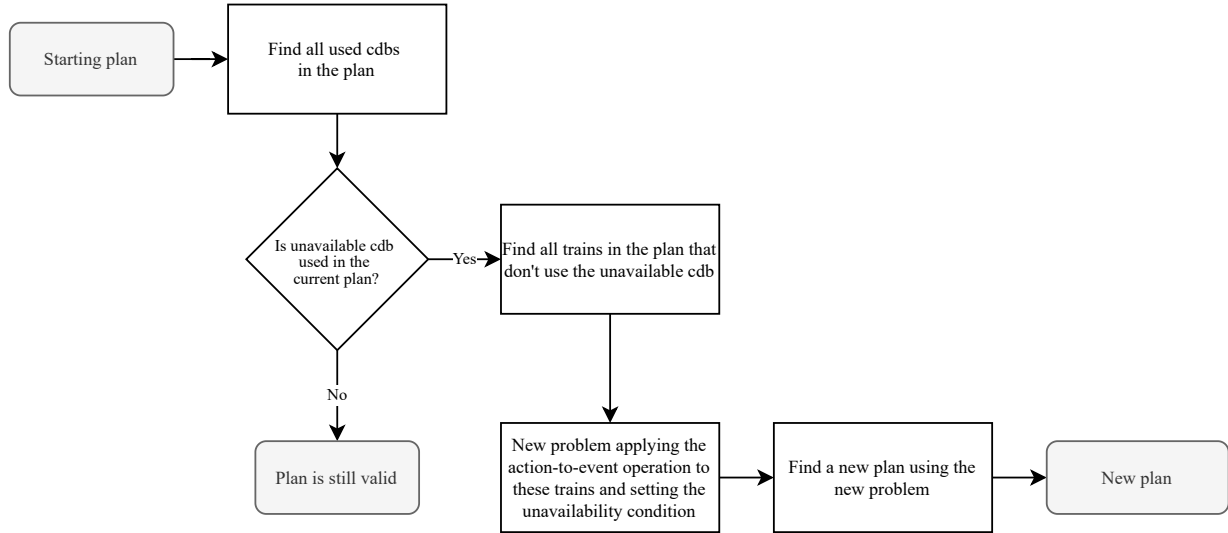 Starting plan
Find all used cdbs
in the plan
Is unavailable cdb
used in the
current plan?
Yes
Find all trains in the plan that
don't use the unavailable cdb
No
Plan is still valid
New problem applying the
action-to-event operation to
these trains and setting the
unavailability condition
Find a new plan using the
new problem
New plan